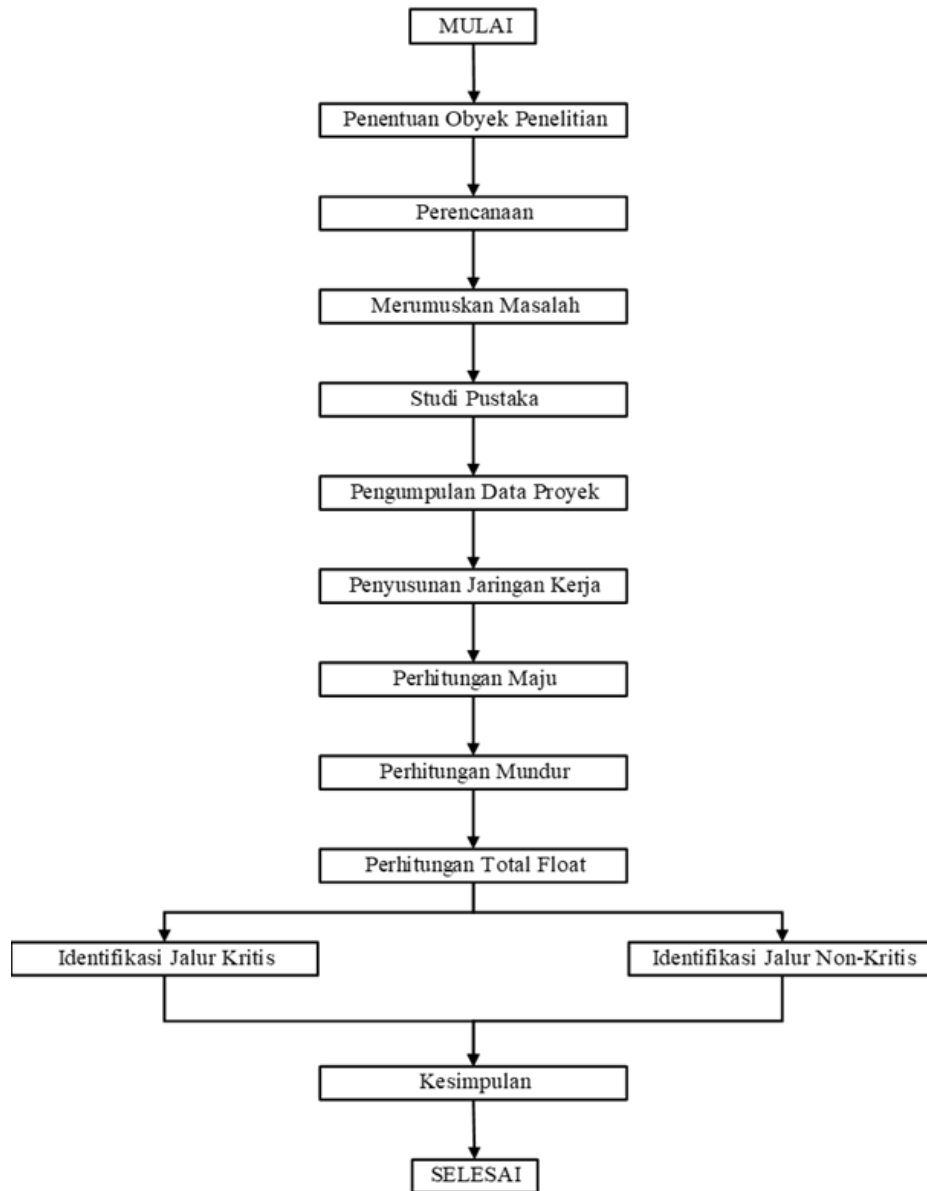 MULAI
Penentuan Obyek Penelitian
Perencanaan
Merumuskan Masalah
Studi Pustaka
Pengumpulan Data Proyek
Penyusunan Jaringan Kerja
Perhitungan Maju
Perhitungan Mundur
Perhitungan Total Float
Identifikasi Jalur Kritis
Identifikasi Jalur Non-Kritis
Kesimpulan
SELESAI